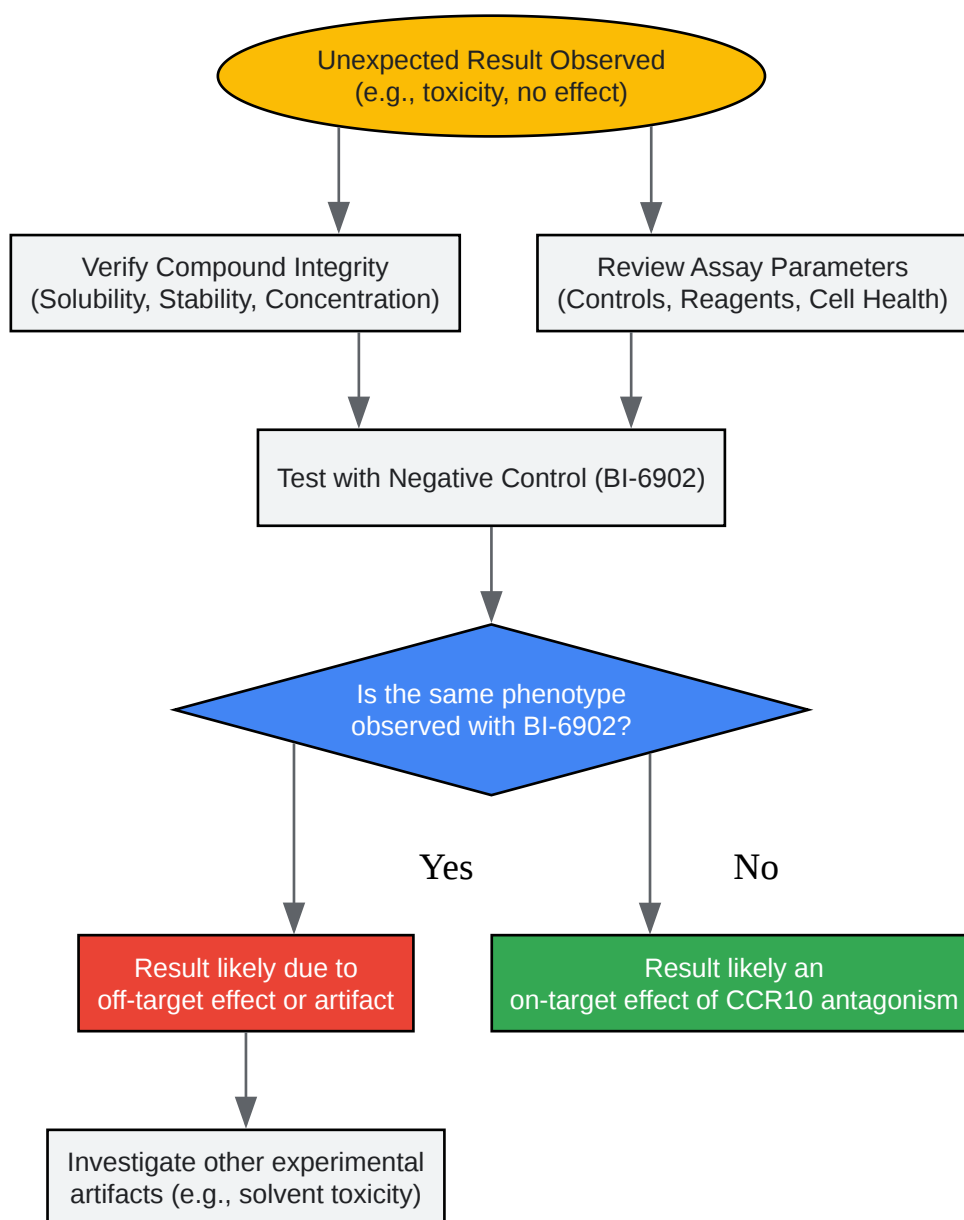 Unexpected Result Observed
(e.g., toxicity, no effect)
Verify Compound Integrity
(Solubility, Stability, Concentration)
Review Assay Parameters
(Controls, Reagents, Cell Health)
Test with Negative Control (BI-6902)
Is the same phenotype
observed with BI-6902?
Yes
No
Result likely due to
off-target effect or artifact
Result likely an
on-target effect of CCR10 antagonism
Investigate other experimental
artifacts (e.g., solvent toxicity)